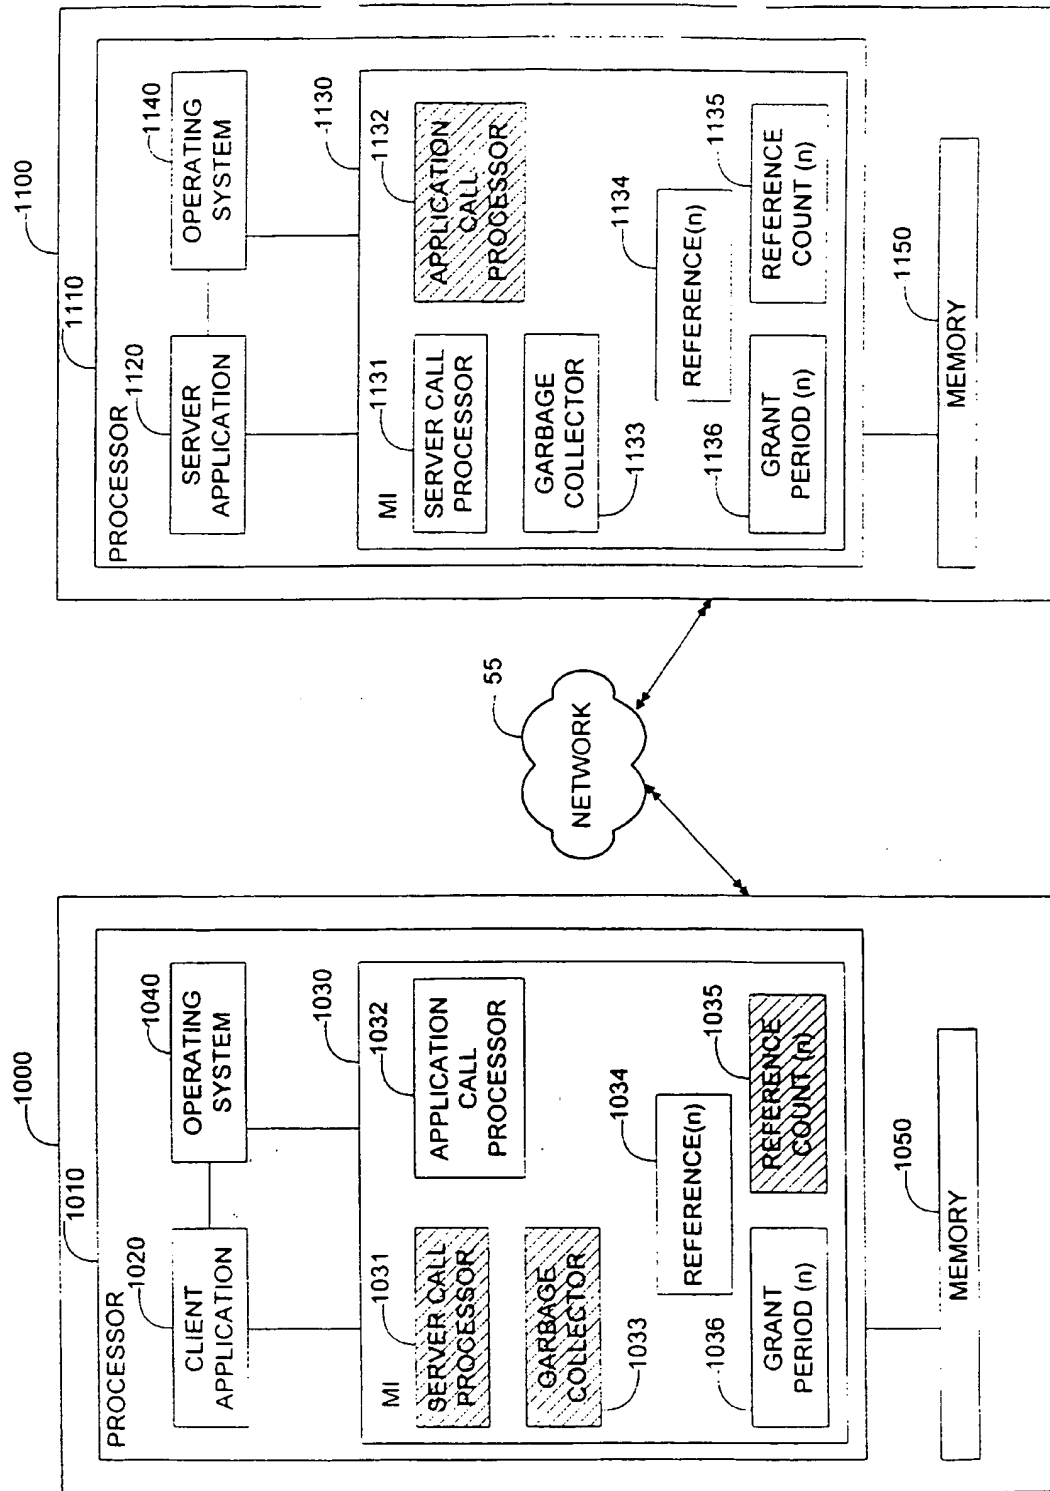 1000
1010
PROCESSOR
1020
CLIENT
APPLICATION
1040
OPERATING
SYSTEM
1030
MI
1031
SERVER CALL
PROCESSOR
1032
APPLICATION
CALL
PROCESSOR
GARBAGE
COLLECTOR
1033
1034
REFERENCE(n)
1035
REFERENCE
COUNT (n)
1036
GRANT
PERIOD (n)
1050
MEMORY
55
NETWORK
1100
1110
PROCESSOR
1120
SERVER
APPLICATION
1140
OPERATING
SYSTEM
1130
MI
1131
SERVER CALL
PROCESSOR
1132
APPLICATION
CALL
PROCESSOR
GARBAGE
COLLECTOR
1133
1134
REFERENCE(n)
1135
REFERENCE
COUNT (n)
1136
GRANT
PERIOD (n)
1150
MEMORY